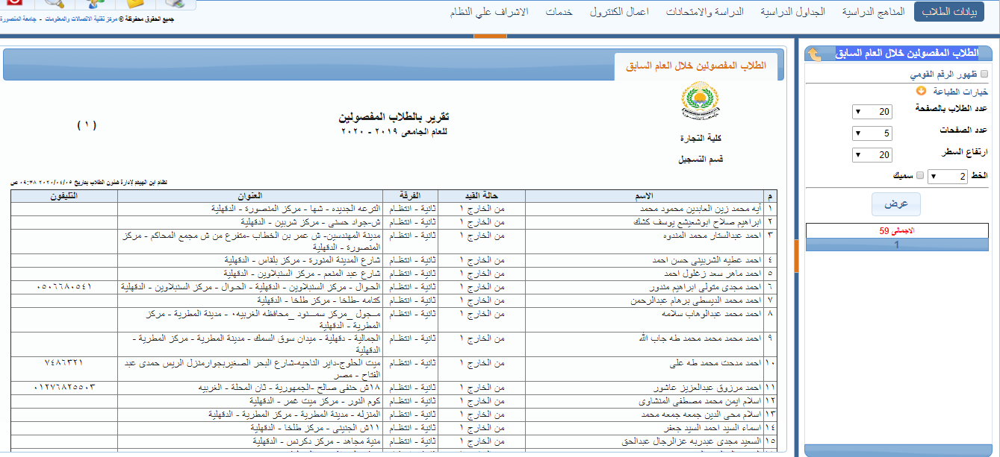 بيانات الطلاب المناهج الدراسية الجداول الدراسية الدراسة والامتحانات اعمال الكنترول خدمات الاشراف علي النظام
جميع الحقوق محفوظة © مركز تقنية الاتصالات والمعلومات - جامعة المنصورة
الطلاب المفصولين خلال العام السابق
ظهور الرقم القومي
خيارات الطباعة
عدد الطلاب بالصفحة 20
عدد الصفحات 5
ارتفاع السطر 20
الخط 2 سميك
عرض
الاجمالى 59
1
الطلاب المفصولين خلال العام السابق
كلية التجارة
قسم التسجيل
تقرير بالطلاب المفصولين
للعام الجامعى ٢٠١٩ - ٢٠٢٠
( ١ )
نظام ابن الهيثم لإدارة شئون الطلاب بتاريخ ٢٠٢٠/٠٤/٠٥ ٠٩:٣٨ ص
م الاسم حالة القيد الفرقة العنوان التليفون
١ آيه محمد زين العابدين محمود محمد من الخارج ١ ثانية - انتظام الترعه الجديده - شها - مركز المنصورة - الدقهلية
٢ ابراهيم صلاح ابوشعيشع يوسف كشك من الخارج ١ ثانية - انتظام ش-جواد حسنى - مركز شربين - الدقهلية
٣ احمد عبدالستار محمد المندوه من الخارج ١ ثانية - انتظام مدينة المهندسين- ش عمر بن الخطاب -متفرع من ش مجمع المحاكم - مركز
المنصورة - الدقهلية
٤ احمد عطيه الشربينى حسن احمد من الخارج ١ ثانية - انتظام شارع المدينة المنورة - مركز بلقاس - الدقهلية
٥ احمد ماهر سعد زغلول احمد من الخارج ١ ثانية - انتظام شارع عبد المنعم - مركز السنبلاوين - الدقهلية
٦ احمد مجدى متولى ابراهيم مندور من الخارج ١ ثانية - انتظام الحوال - مركز السنبلاوين - الدقهلية - الحوال - مركز السنبلاوين - الدقهلية ٠٥٠٦٦٨٠٥٤١
٧ احمد محمد الديسطى برهام عبدالرحمن من الخارج ١ ثانية - انتظام كتامه -طلخا - مركز طلخا - الدقهلية
٨ احمد محمد عبدالوهاب سلامه من الخارج ١ ثانية - انتظام مـجول _مركز سمـنود _محافظه الغربيه٠ - مدينة المطرية - مركز
المطرية - الدقهلية
٩ احمد محمد محمد محمد طه جاب الله من الخارج ١ ثانية - انتظام الجمالية - دقهلية - ميدان سوق السمك - مدينة المطرية - مركز المطرية -
الدقهلية
١٠ احمد مدحت محمد طه على من الخارج ١ ثانية - انتظام ميت الحلوج-داير الناحيه-شارع البحر الصغيربجوارمنزل الريس حمدى عبد
الفتاح - مصر ٧٤٨٦٣٢١
١١ احمد مرزوق عبدالعزيز عاشور من الخارج ١ ثانية - انتظام ١٨ش حنفى صالح -الجمهورية - ثان المحلة - الغربيه ٠١٢٧٦٨٢٥٥٠٣
١٢ اسلام ايمن محمد مصطفى المنشاوى من الخارج ١ ثانية - انتظام كوم النور - مركز ميت غمر - الدقهلية
١٣ اسلام محى الدين جمعه جمعه محمد من الخارج ١ ثانية - انتظام المنزله - مدينة المطرية - مركز المطرية - الدقهلية
١٤ اسماء السيد احمد السيد جعفر من الخارج ١ ثانية - انتظام ١١ش الجنينى - مركز طلخا - الدقهلية
١٥ السعيد مجدى عبدربه عزالرجال عبدالحق من الخارج ١ ثانية - انتظام منية مجاهد - مركز دكرنس - الدقهلية